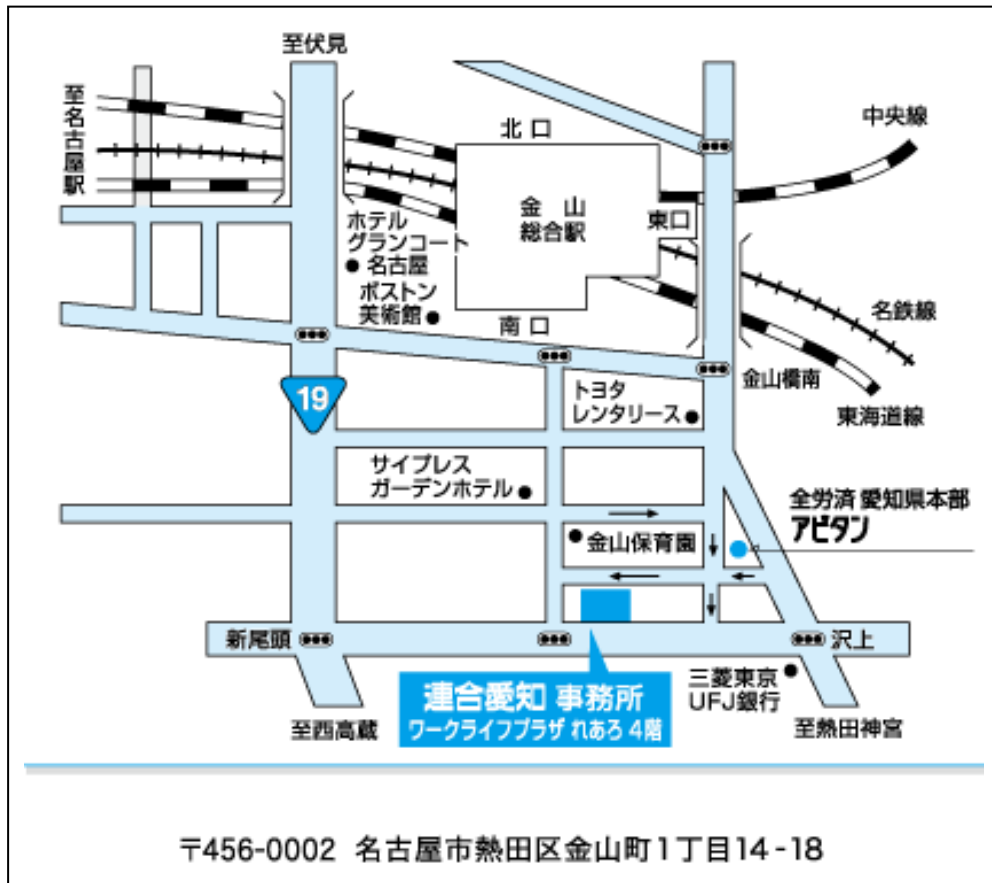 至伏見
至名古屋駅
北口
中央線
金山
総合駅
東口
ホテル
グランコート
名古屋
ボストン
美術館
南口
名鉄線
金山橋南
東海道線
19
トヨタ
レンタリース
サイプレス
ガーデンホテル
全労済 愛知県本部
アピタン
金山保育園
新尾頭
沢上
連合愛知 事務所
ワークライフプラザ れあろ 4階
三菱東京
UFJ銀行
至西高蔵
至熱田神宮
〒456-0002 名古屋市熱田区金山町1丁目14-18